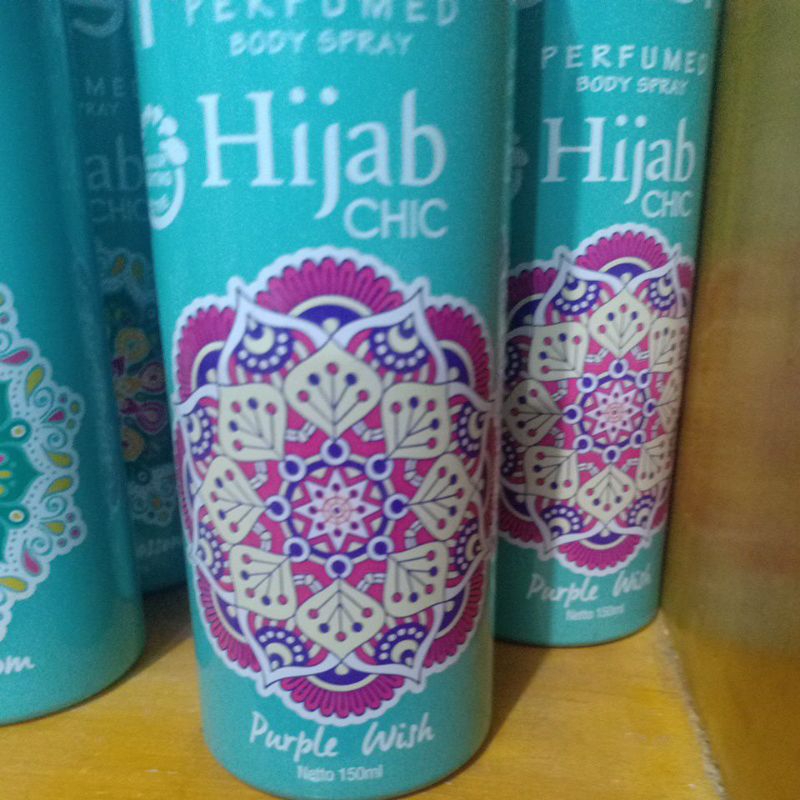 PERFUMED
BODY SPRAY
Hijab
CHIC
Purple Wish
Netto 150ml
PERFUMED
BODY SPRAY
Hijab
CHIC
Purple Wish
Netto 150ml